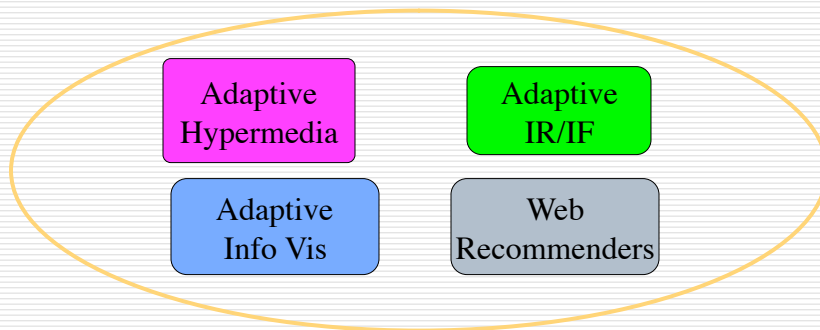 Adaptive
Hypermedia
Adaptive
IR/IF
Adaptive
Info Vis
Web
Recommenders